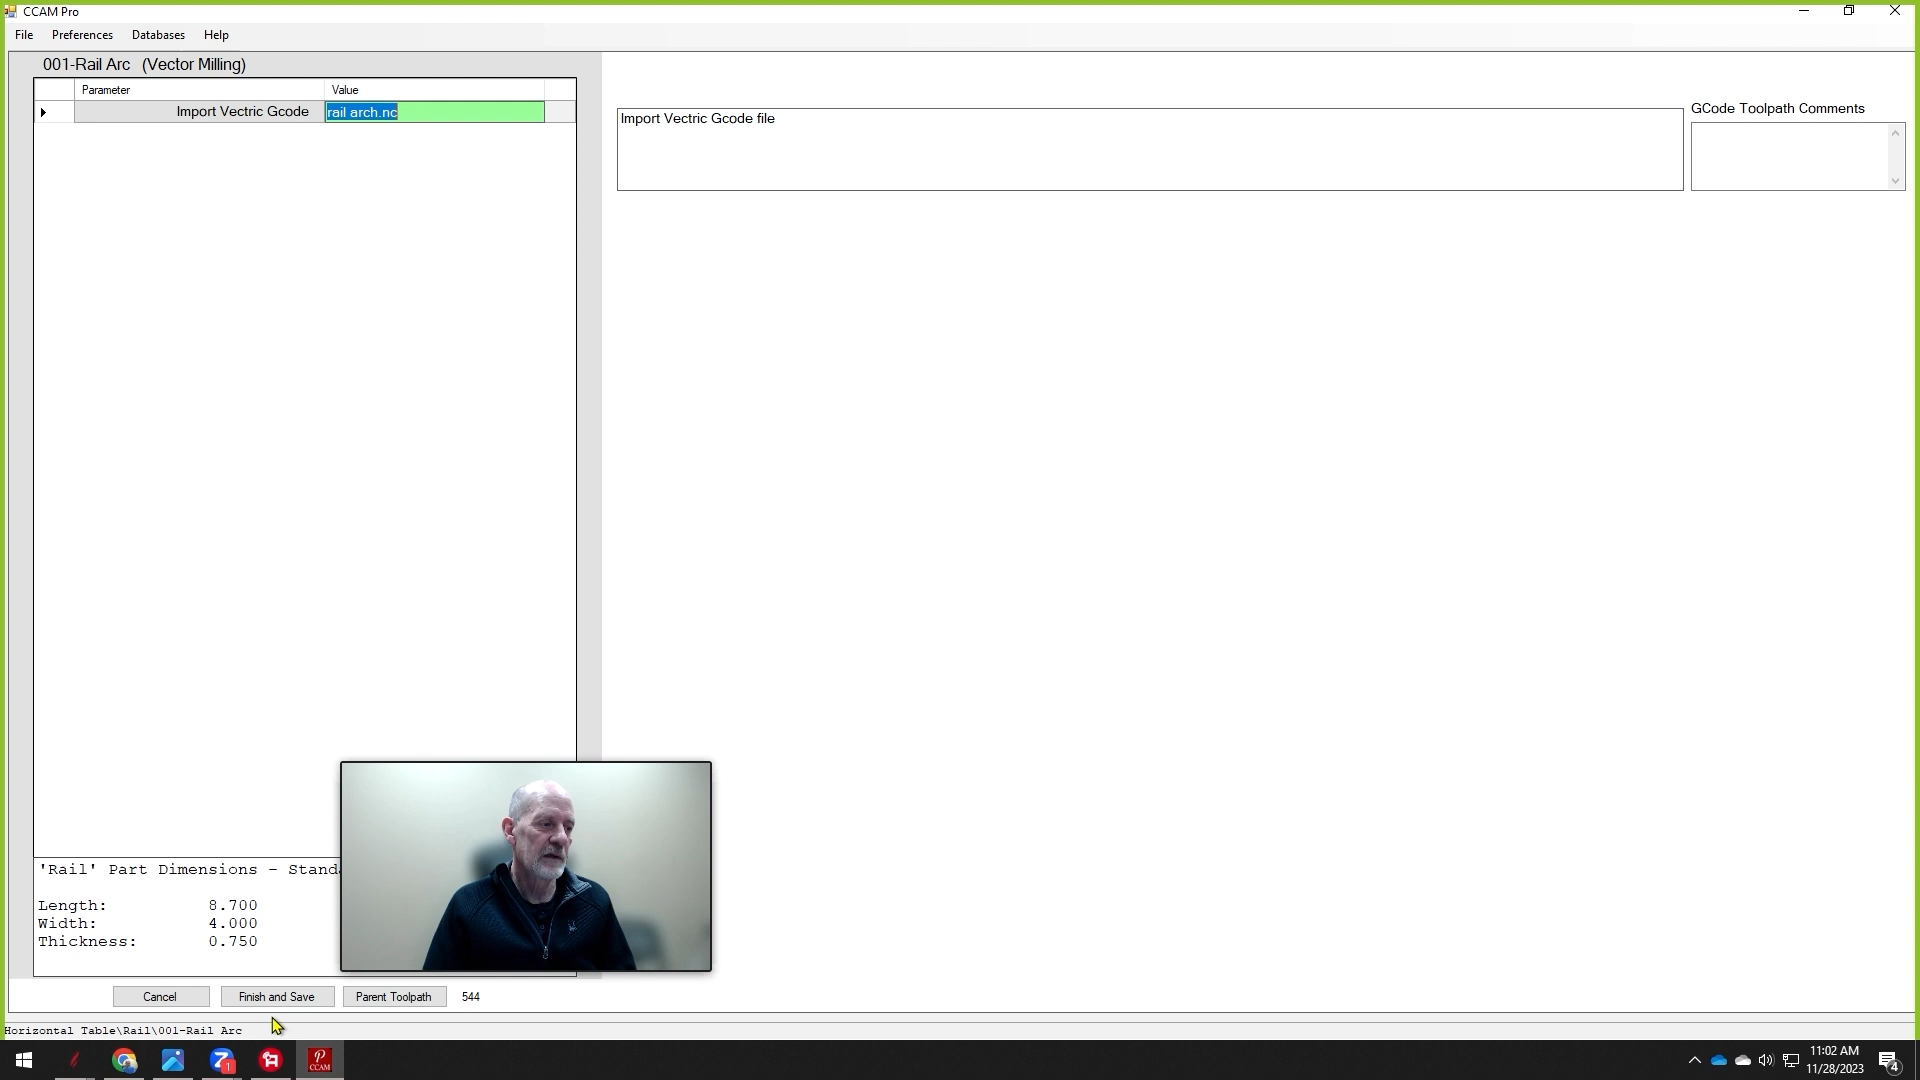 CCAM Pro
File Preferences Databases Help
001-Rail Arc (Vector Milling)
Parameter Value
Import Vectric Gcode rail arch.nc
Import Vectric Gcode file
GCode Toolpath Comments
'Rail' Part Dimensions - Stand
Length: 8.700
Width: 4.000
Thickness: 0.750
Cancel Finish and Save Parent Toolpath 544
Horizontal Table\Rail\001-Rail Arc
CCAM
1
11:02 AM
11/28/2023
4